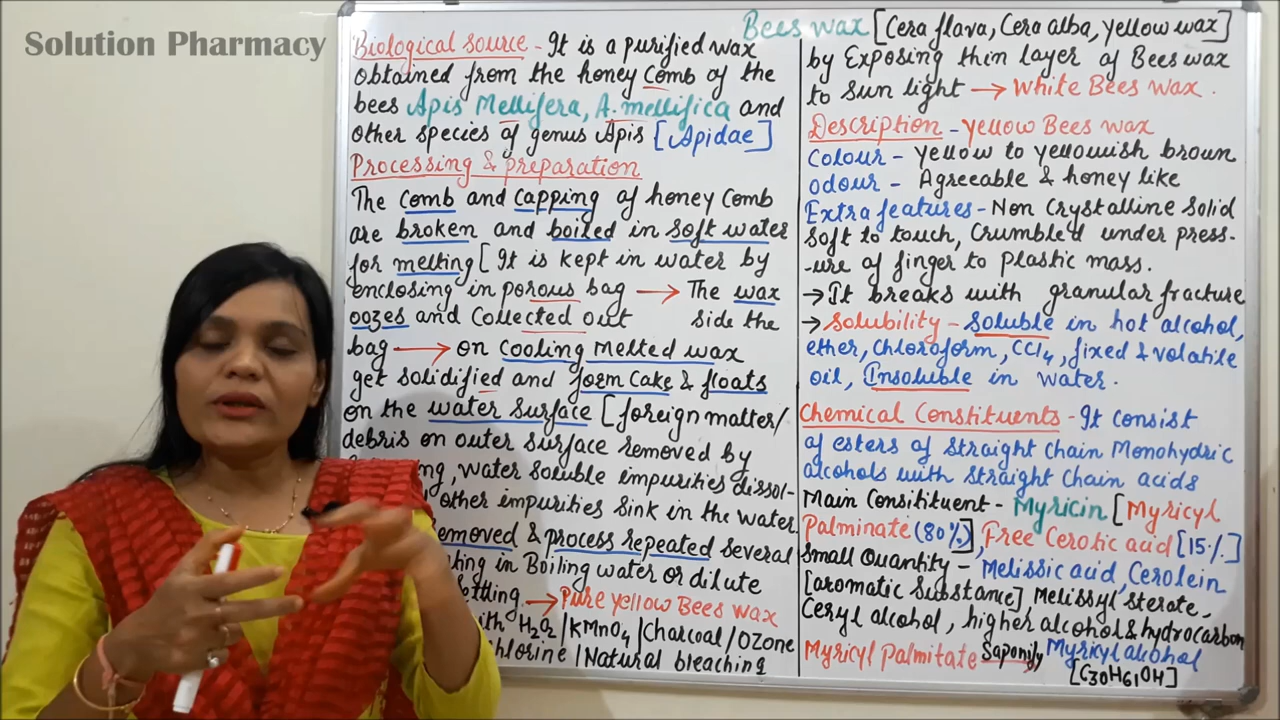 Solution Pharmacy
Bees wax [Cera flava, Cera alba, yellow wax]
Biological source - It is a purified wax
obtained from the honey comb of the
bees Apis Mellifera, A. mellifica and
other species of genus Apis [Apidae]
Processing & preparation
The comb and capping of honey comb
are broken and boiled in soft water
for melting [It is kept in water by
enclosing in porous bag → The wax
oozes and collected out side the
bag → on cooling melted wax
get solidified and form cake & floats
on the water surface [foreign matter/
debris on outer surface removed by
water soluble impurities dissol-
other impurities sink in the water
removed & process repeated several
in Boiling water or dilute
→ Pure yellow Bees wax
H2O2 | KMnO4 | Charcoal / Ozone
| Natural bleaching
by Exposing thin layer of Bees wax
to sun light → White Bees wax.
Description - yellow Bees wax
Colour - yellow to yellowish brown
odour - Agreeable & honey like
Extra features - Non Crystalline solid
soft to touch, Crumbled under press-
-ure of finger to plastic mass.
→ It breaks with granular fracture
→ Solubility - Soluble in hot alcohol,
ether, chloroform, CCl4, fixed & volatile
oil, Insoluble in water.
Chemical Constituents - It consist
of esters of straight chain Monohydric
alcohols with straight chain acids
Main Constituent - Myricin [Myricyl
Palminate (80%)], Free Cerotic acid [15%]
Small Quantity - Melissic acid, Cerolein
[aromatic substance], Melissyl sterate,
Ceryl alcohol, higher alcohol & hydrocarbon
Myricyl Palmitate Saponify Myricyl alcohol
[C30H61OH]